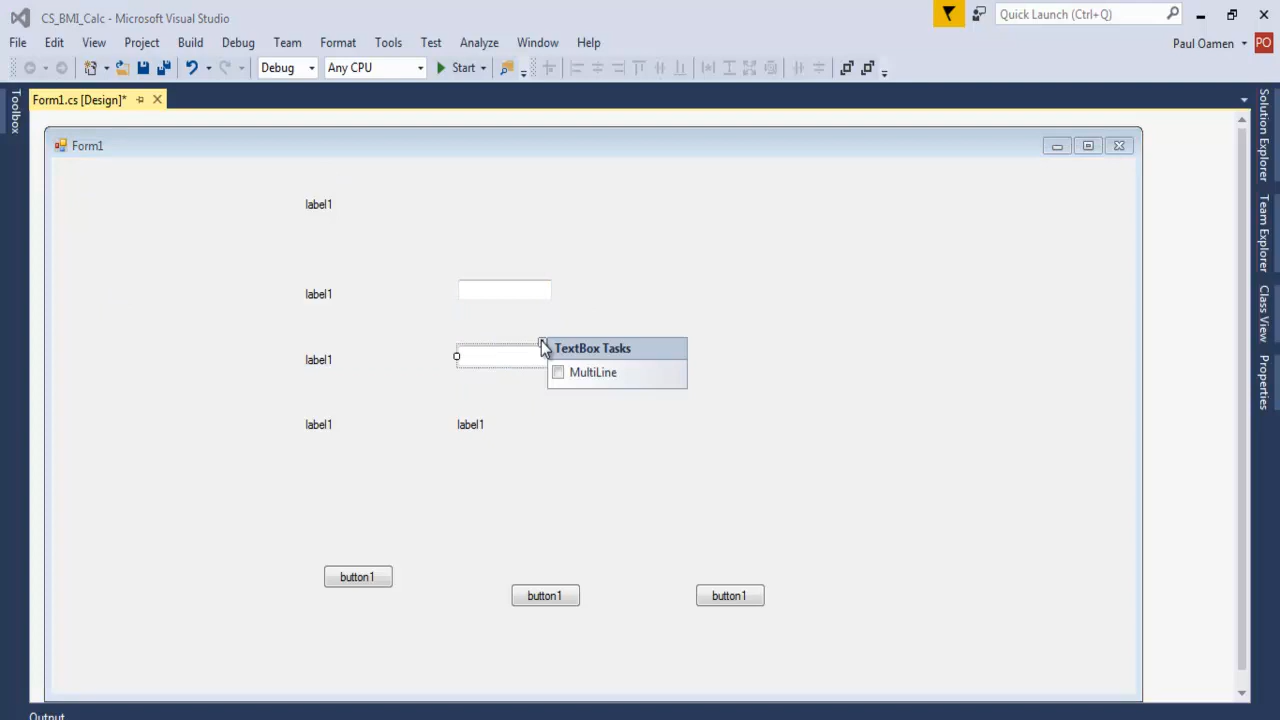 CS_BMI_Calc - Microsoft Visual Studio
Quick Launch (Ctrl+Q)
File Edit View Project Build Debug Team Format Tools Test Analyze Window Help
Paul Oamen
PO
Debug Any CPU Start
Form1.cs [Design]*
Toolbox
Solution Explorer
Team Explorer
Class View
Properties
Form1
label1
label1
label1
TextBox Tasks
MultiLine
label1 label1
button1
button1 button1
Output